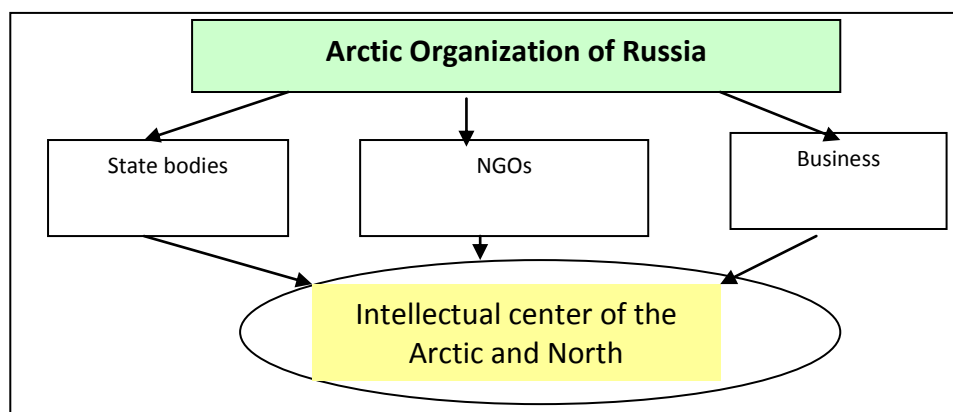 Arctic Organization of Russia
State bodies
NGOs
Business
Intellectual center of the
Arctic and North